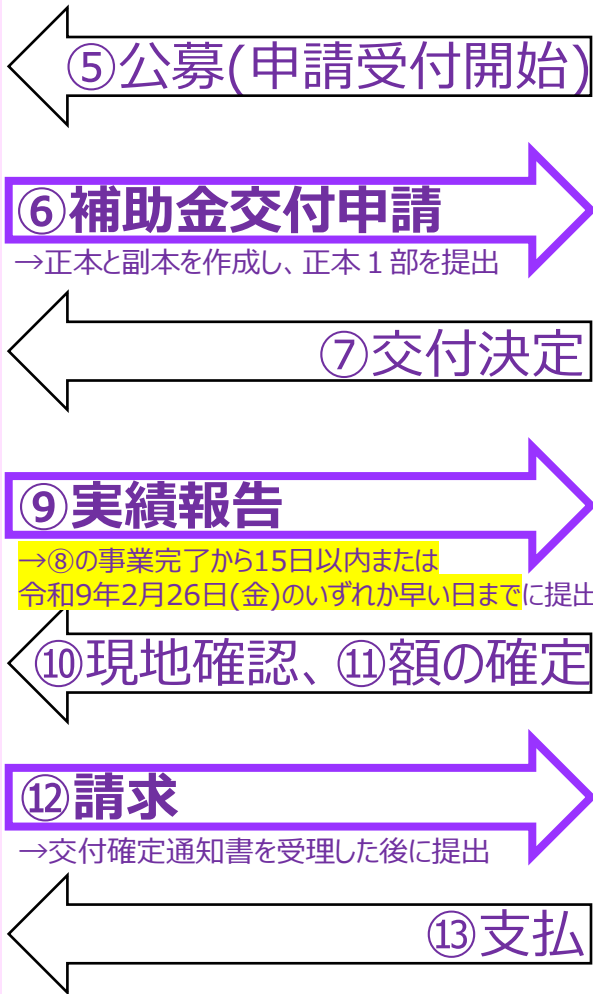 ⑤公募(申請受付開始)
⑥補助金交付申請
→正本と副本を作成し、正本１部を提出
⑦交付決定
⑨実績報告
→⑧の事業完了から15日以内または
令和9年2月26日(金)のいずれか早い日までに提出
⑩現地確認、⑪額の確定
⑫請求
→交付確定通知書を受理した後に提出
⑬支払